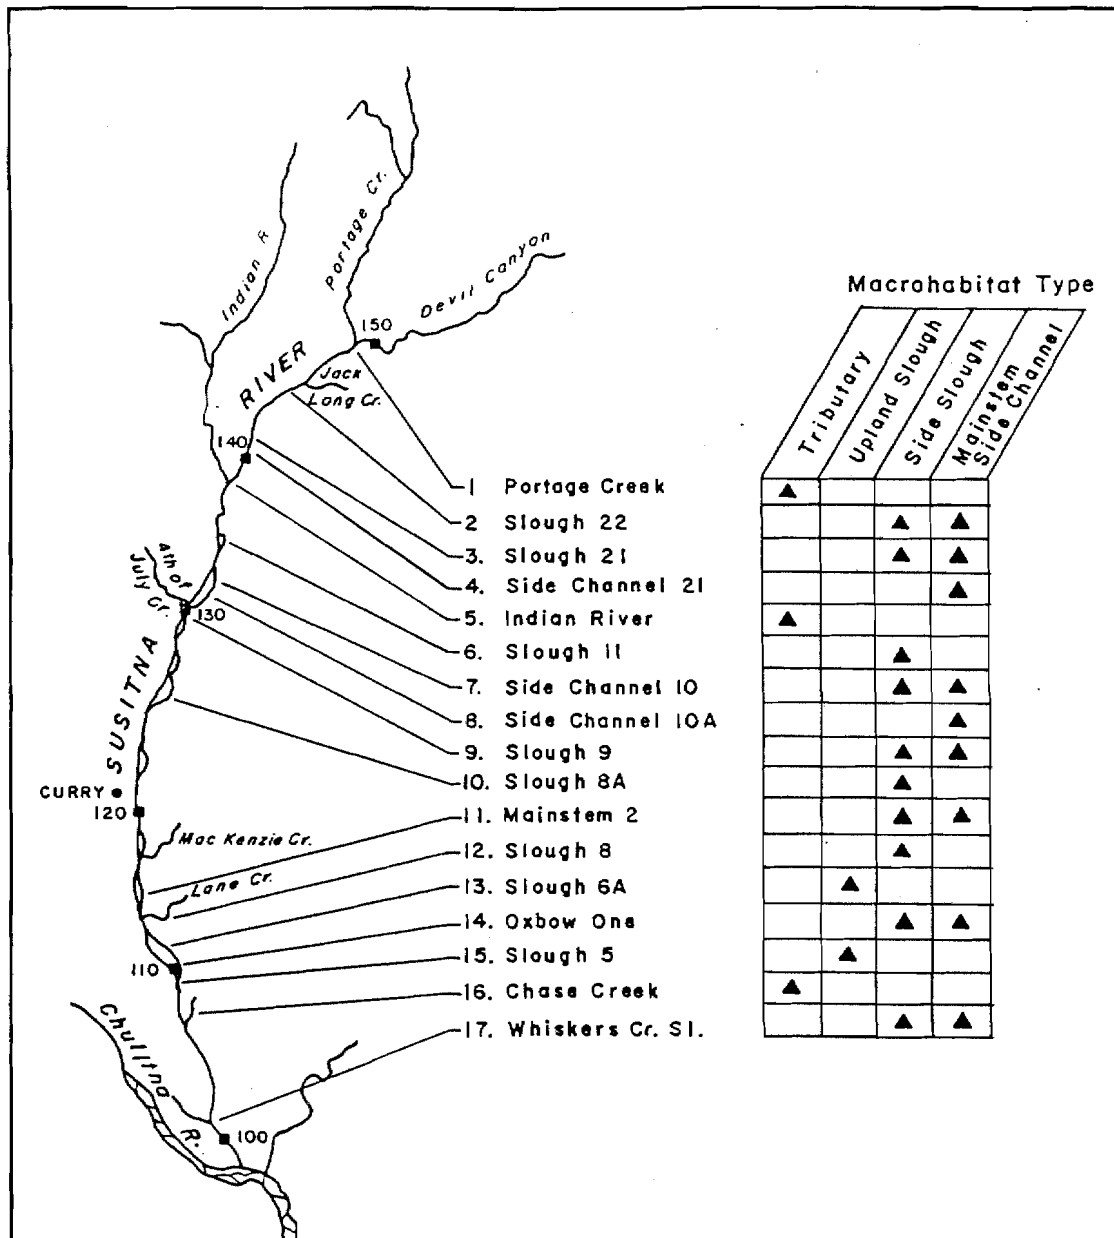 Indian R
Portage Cr.
Devil Canyon
150
RIVER
Jack
Long Cr.
140
4th of
July Cr.
130
SUSITNA
CURRY
120
Mac Kenzie Cr.
Lane Cr.
110
Chulitna
R.
100
Macrohabitat Type
Tributary
Upland Slough
Side Slough
Mainstem
Side Channel
1 Portage Creek
2 Slough 22
3. Slough 21
4. Side Channel 21
5. Indian River
6. Slough 11
7. Side Channel 10
8. Side Channel 10A
9. Slough 9
10. Slough 8A
11. Mainstem 2
12. Slough 8
13. Slough 6A
14. Oxbow One
15. Slough 5
16. Chase Creek
17. Whiskers Cr. Sl.